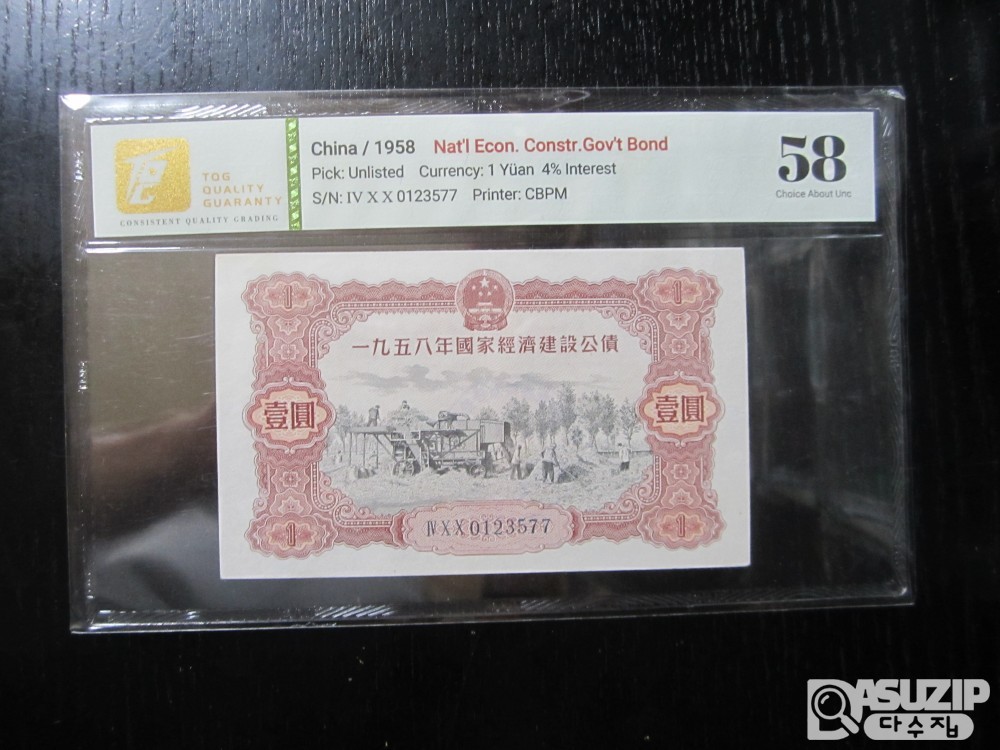 TQG
TQG
QUALITY
GUARANTY
CONSISTENT QUALITY GRADING
China / 1958 Nat'l Econ. Constr.Gov't Bond
Pick: Unlisted Currency: 1 Yüan 4% Interest
S/N: IV X X 0123577 Printer: CBPM
58
Choice About Unc
1
1
一九五八年國家經濟建設公債
壹圓
壹圓
ⅣXX0123577
1
1
ASUZIP
다수집